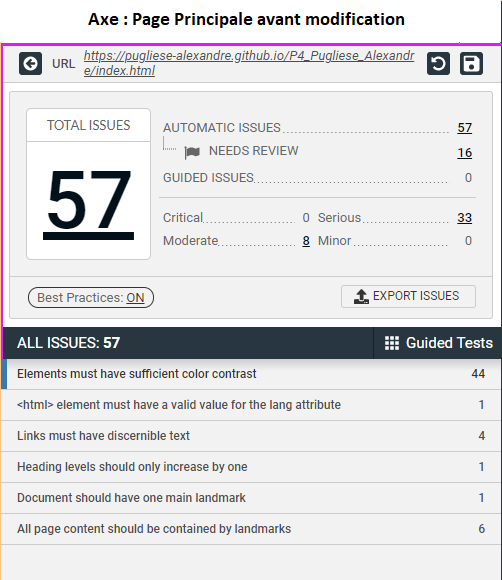 Axe : Page Principale avant modification
URL https://pugliese-alexandre.github.io/P4_Pugliese_Alexandr
e/index.html
TOTAL ISSUES
57
AUTOMATIC ISSUES 57
NEEDS REVIEW 16
GUIDED ISSUES 0
Critical 0 Serious 33
Moderate 8 Minor 0
Best Practices: ON
EXPORT ISSUES
ALL ISSUES: 57 Guided Tests
Elements must have sufficient color contrast 44
<html> element must have a valid value for the lang attribute 1
Links must have discernible text 4
Heading levels should only increase by one 1
Document should have one main landmark 1
All page content should be contained by landmarks 6